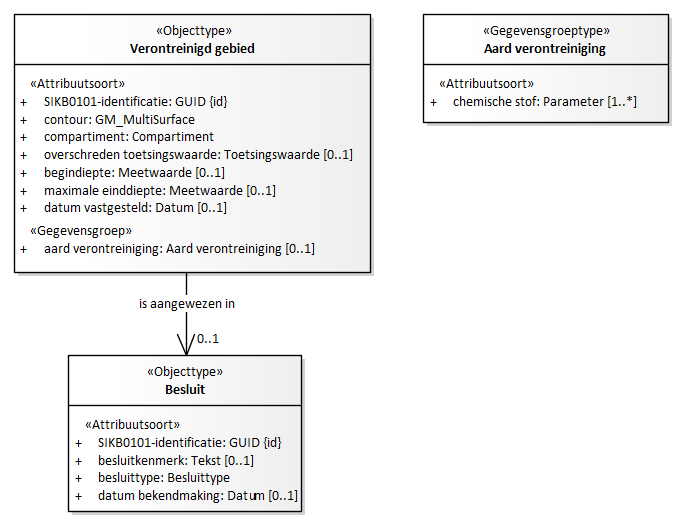 «Objecttype»
Verontreinigd gebied
«Attribuutsoort»
+ SIKB0101-identificatie: GUID {id}
+ contour: GM_MultiSurface
+ compartiment: Compartiment
+ overschreden toetsingswaarde: Toetsingswaarde [0..1]
+ begindiepte: Meetwaarde [0..1]
+ maximale einddiepte: Meetwaarde [0..1]
+ datum vastgesteld: Datum [0..1]
«Gegevensgroep»
+ aard verontreiniging: Aard verontreiniging [0..1]
«Gegevensgroeptype»
Aard verontreiniging
«Attribuutsoort»
+ chemische stof: Parameter [1..*]
is aangewezen in
0..1
«Objecttype»
Besluit
«Attribuutsoort»
+ SIKB0101-identificatie: GUID {id}
+ besluitkenmerk: Tekst [0..1]
+ besluittype: Besluittype
+ datum bekendmaking: Datum [0..1]